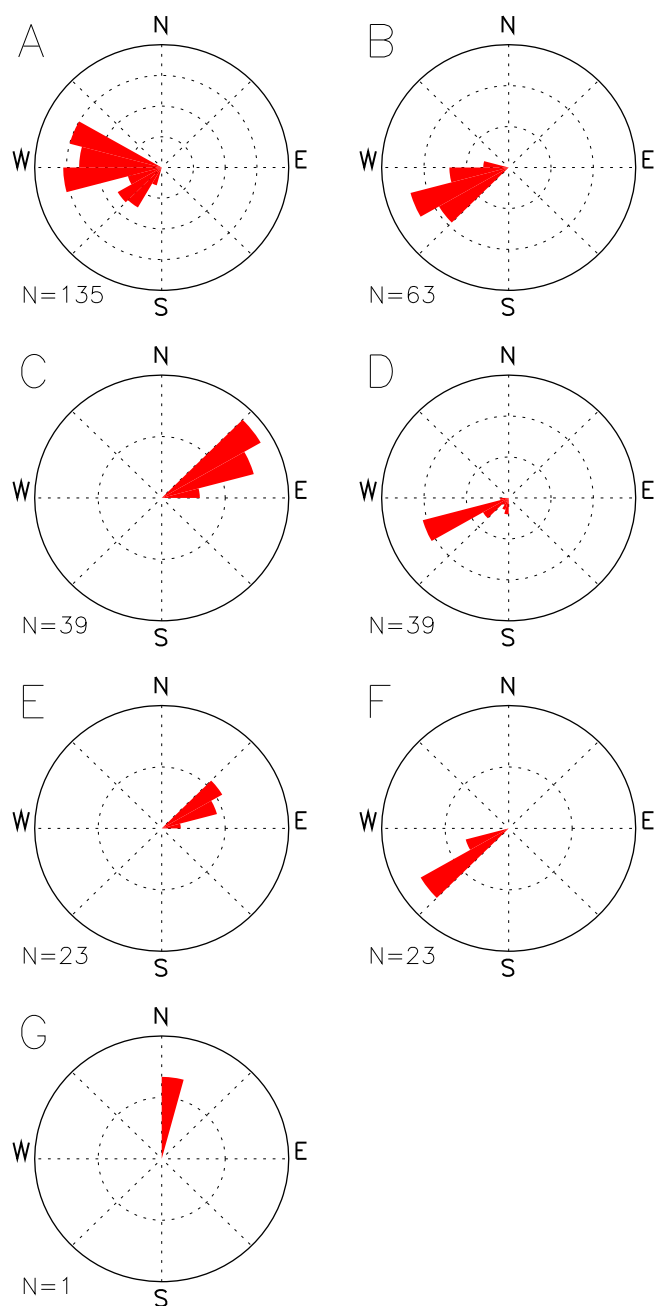 A N B N
W E W E
N=135 S N=63 S
C N D N
W E W E
N=39 S N=39 S
E N F N
W E W E
N=23 S N=23 S
G N
W E
N=1 S